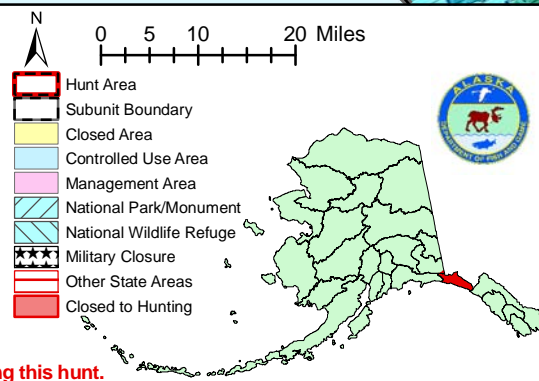 N
0 5 10 20 Miles
Hunt Area
Subunit Boundary
Closed Area
Controlled Use Area
Management Area
National Park/Monument
National Wildlife Refuge
Military Closure
Other State Areas
Closed to Hunting
ALASKA
DEPARTMENT OF FISH AND GAME
ng this hunt.